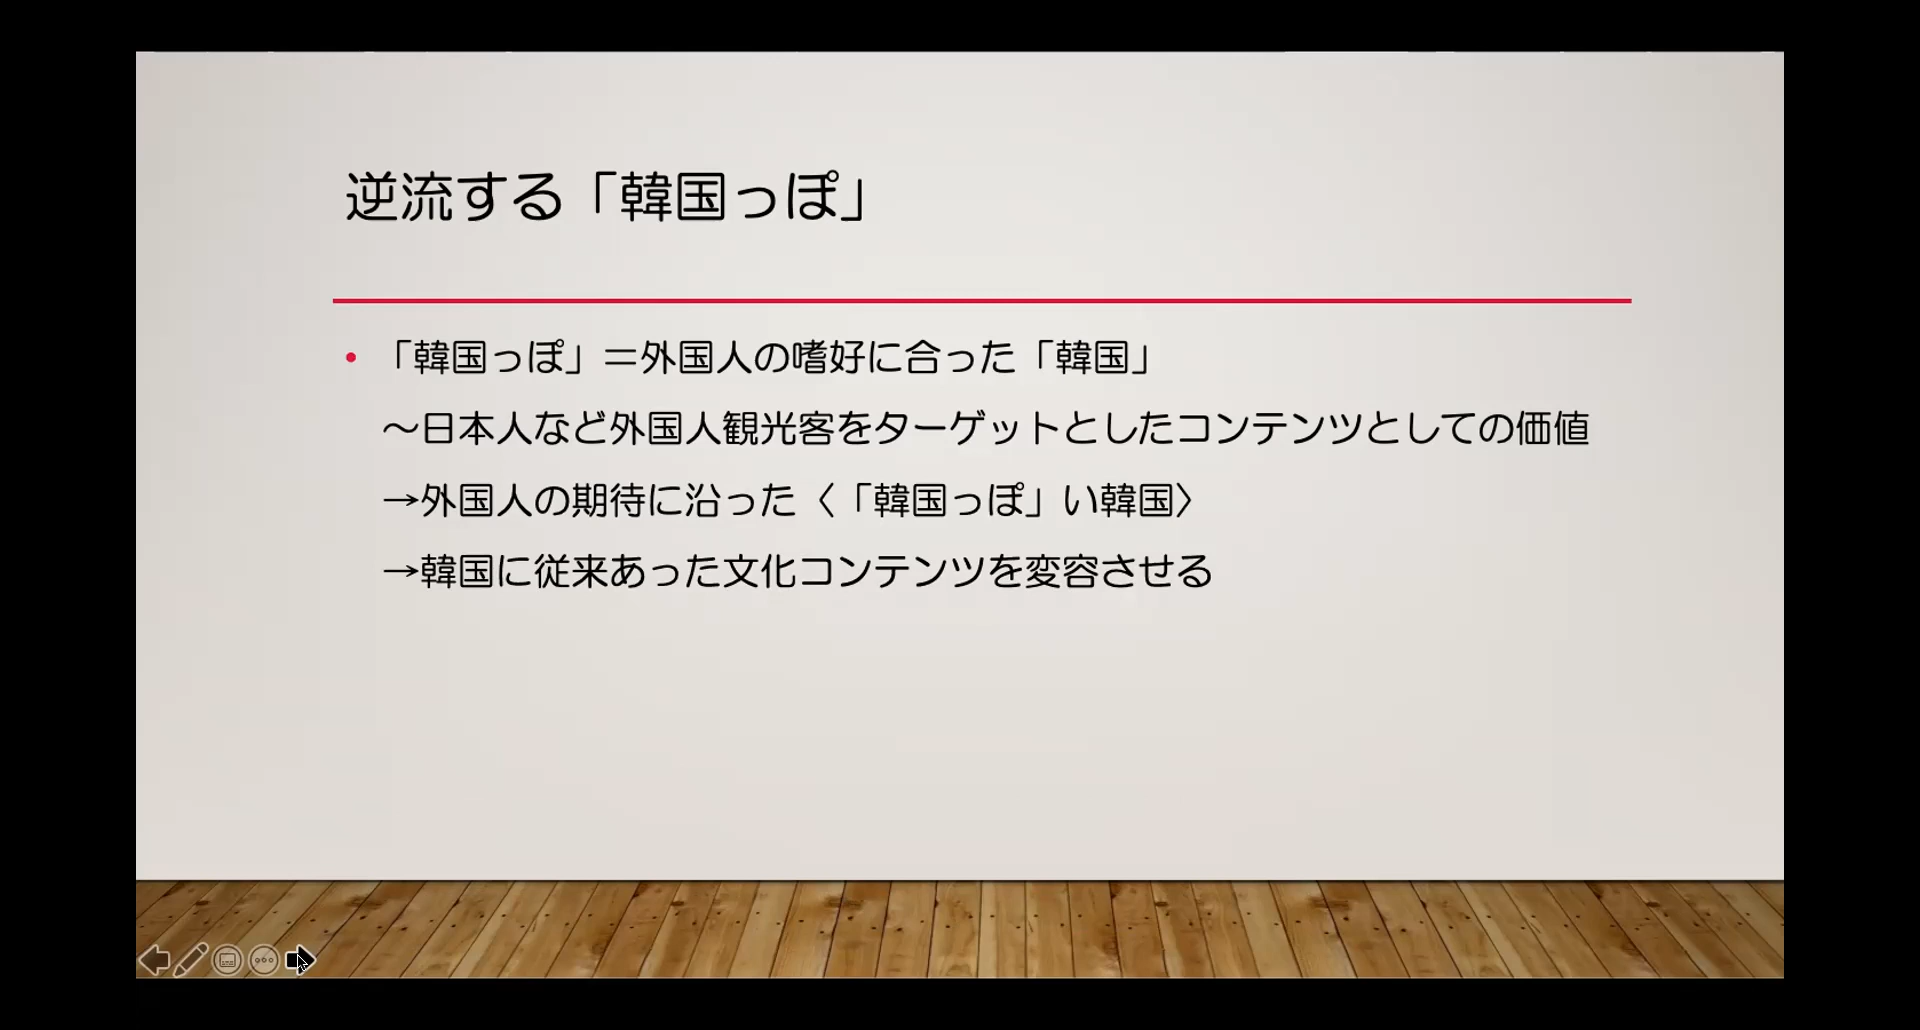 逆流する「韓国っぽ」
•「韓国っぽ」＝外国人の嗜好に合った「韓国」
～日本人など外国人観光客をターゲットとしたコンテンツとしての価値
→外国人の期待に沿った〈「韓国っぽ」い韓国〉
→韓国に従来あった文化コンテンツを変容させる